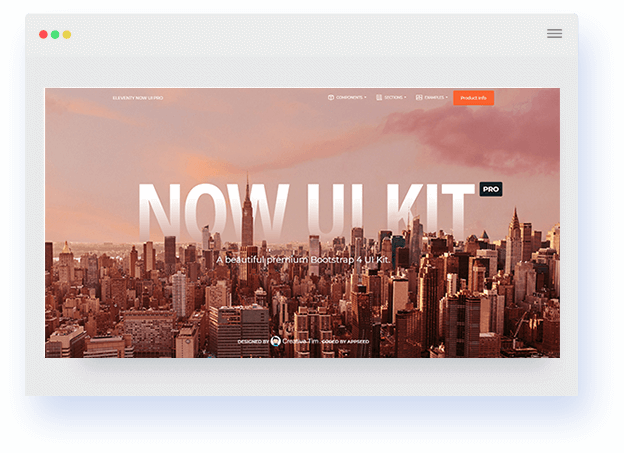 ELEVENTY NOW UI PRO
COMPONENTS SECTIONS EXAMPLES Product Info
NOW UI KIT PRO
A beautiful premium Bootstrap 4 UI Kit.
DESIGNED BY Creative Tim . CODED BY APPSEED